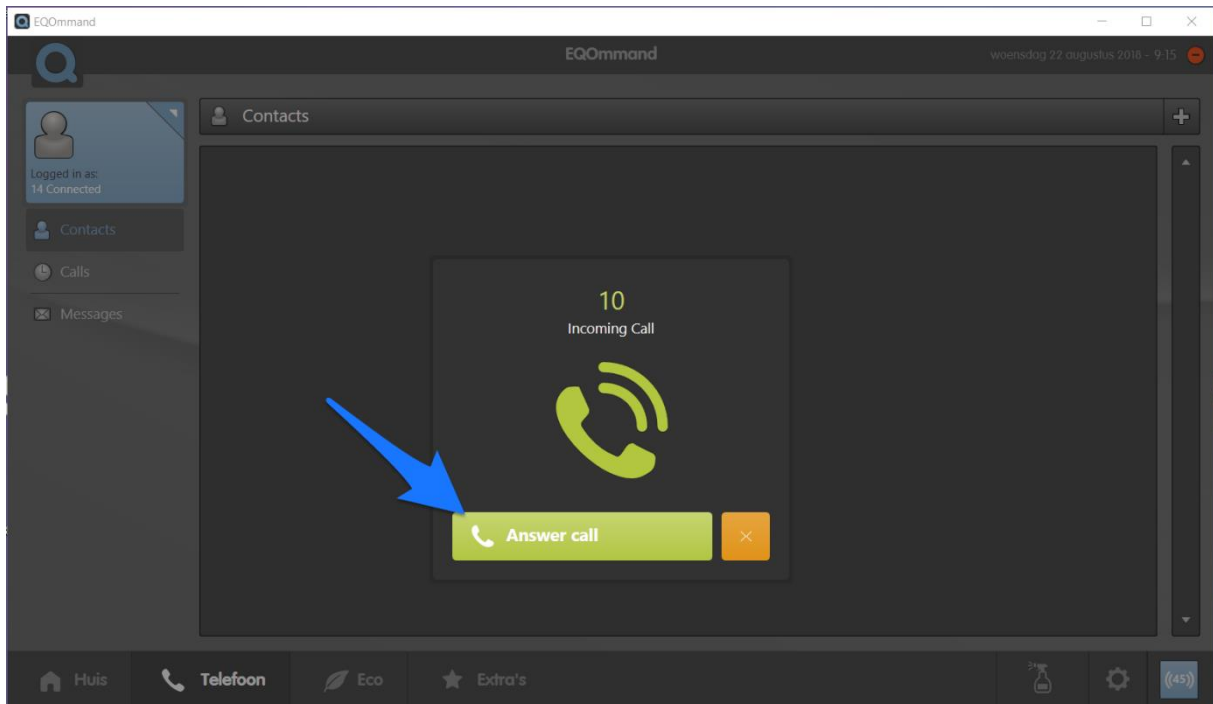 EQOmmand
EQOmmand
woensdag 22 augustus 2018 - 9:15
Contacts
Logged in as:
14 Connected
Contacts
Calls
Messages
10
Incoming Call
Answer call
Huis
Telefoon
Eco
Extra's
((45))